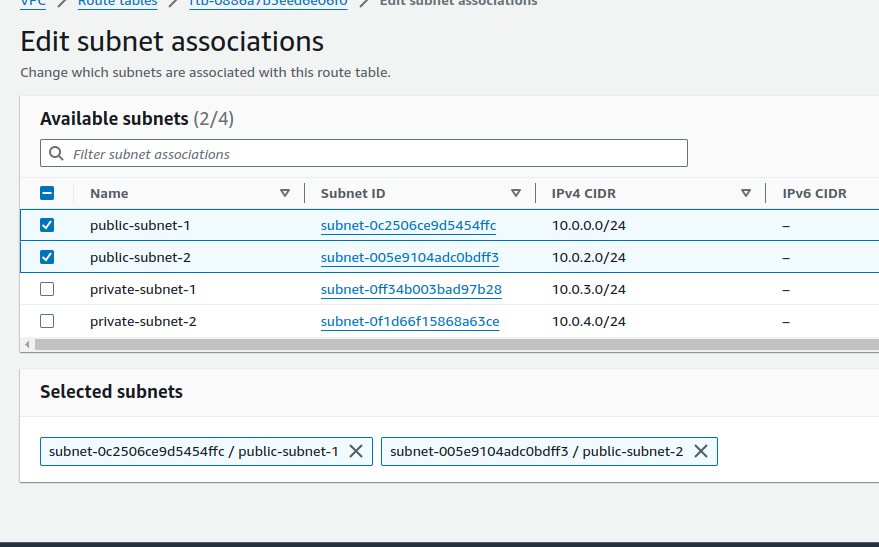 VPC Route tables rtb-0886a7b5eed6e06f0 Edit subnet associations
Edit subnet associations
Change which subnets are associated with this route table.
Available subnets (2/4)
Filter subnet associations
Name Subnet ID IPv4 CIDR IPv6 CIDR
public-subnet-1 subnet-0c2506ce9d5454ffc 10.0.0.0/24 –
public-subnet-2 subnet-005e9104adc0bdff3 10.0.2.0/24 –
private-subnet-1 subnet-0ff34b003bad97b28 10.0.3.0/24 –
private-subnet-2 subnet-0f1d66f15868a63ce 10.0.4.0/24 –
Selected subnets
subnet-0c2506ce9d5454ffc / public-subnet-1 subnet-005e9104adc0bdff3 / public-subnet-2